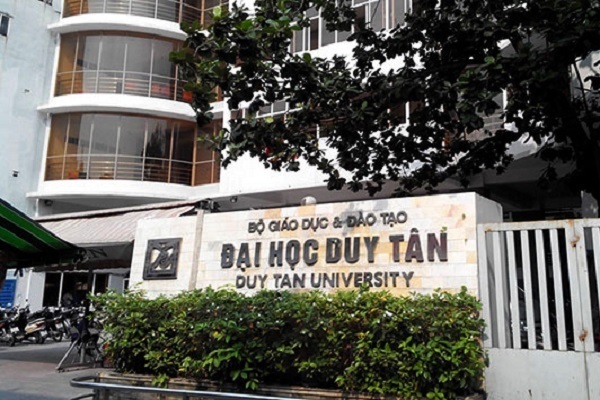 BỘ GIÁO DỤC & ĐÀO TẠO
ĐẠI HỌC DUY TÂN
DUY TAN UNIVERSITY